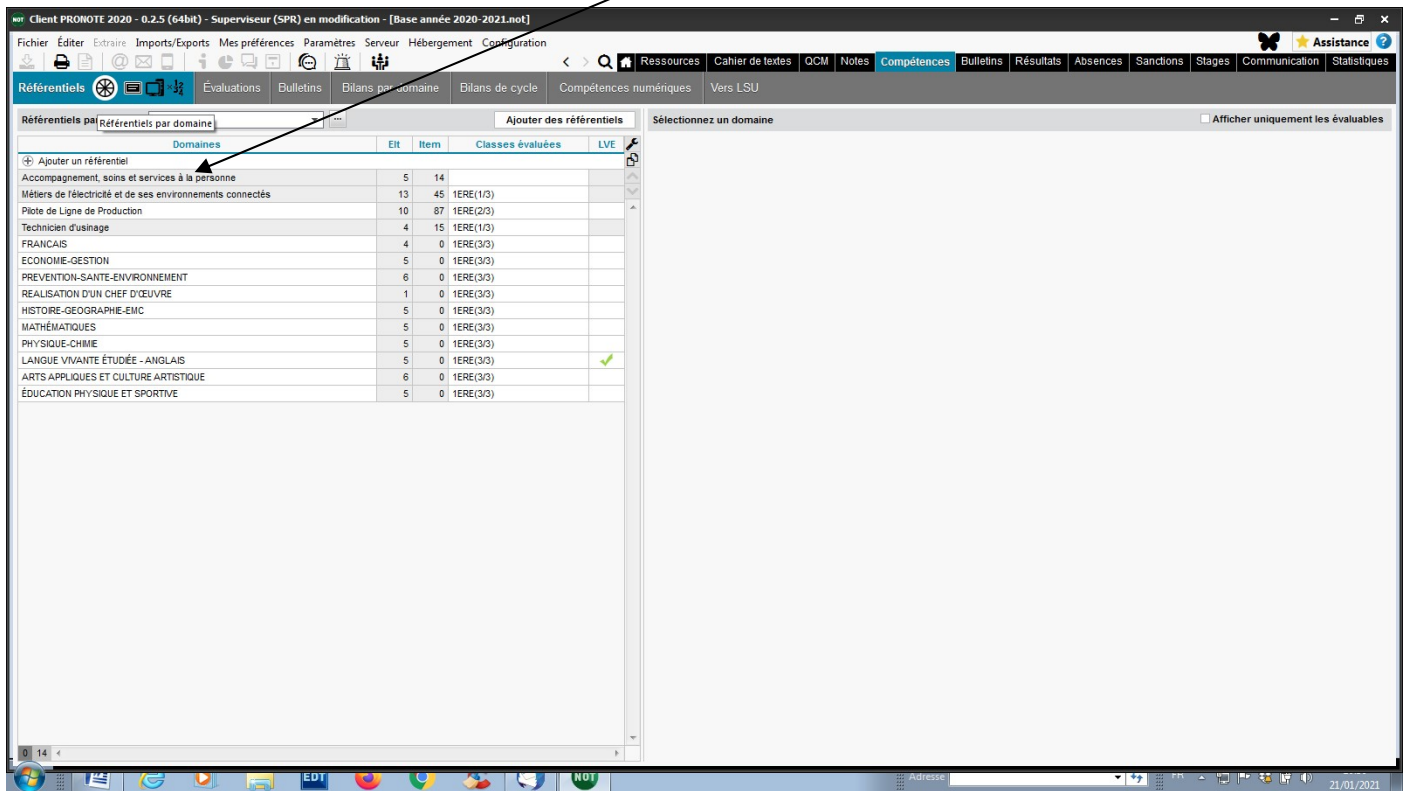 Client PRONOTE 2020 - 0.2.5 (64bit) - Superviseur (SPR) en modification - [Base année 2020-2021.not]
Fichier Éditer Extraire Imports/Exports Mes préférences Paramètres Serveur Hébergement Configuration Assistance
Ressources Cahier de textes QCM Notes Compétences Bulletins Résultats Absences Sanctions Stages Communication Statistiques
Référentiels Évaluations Bulletins Bilans par domaine Bilans de cycle Compétences numériques Vers LSU
Référentiels pa Ajouter des référentiels Sélectionnez un domaine Afficher uniquement les évaluables
Référentiels par domaine
Domaines Elt Item Classes évaluées LVE
Ajouter un référentiel
Accompagnement, soins et services à la personne 5 14
Métiers de l'électricité et de ses environnements connectés 13 45 1ERE(1/3)
Pilote de Ligne de Production 10 87 1ERE(2/3)
Technicien d'usinage 4 15 1ERE(1/3)
FRANCAIS 4 0 1ERE(3/3)
ECONOMIE-GESTION 5 0 1ERE(3/3)
PREVENTION-SANTE-ENVIRONNEMENT 6 0 1ERE(3/3)
REALISATION D'UN CHEF D'ŒUVRE 1 0 1ERE(3/3)
HISTOIRE-GEOGRAPHIE-EMC 5 0 1ERE(3/3)
MATHÉMATIQUES 5 0 1ERE(3/3)
PHYSIQUE-CHIMIE 5 0 1ERE(3/3)
LANGUE VIVANTE ÉTUDIÉE - ANGLAIS 5 0 1ERE(3/3)
ARTS APPLIQUES ET CULTURE ARTISTIQUE 6 0 1ERE(3/3)
ÉDUCATION PHYSIQUE ET SPORTIVE 5 0 1ERE(3/3)
0 14
EDT NOT Adresse FR
21/01/2021